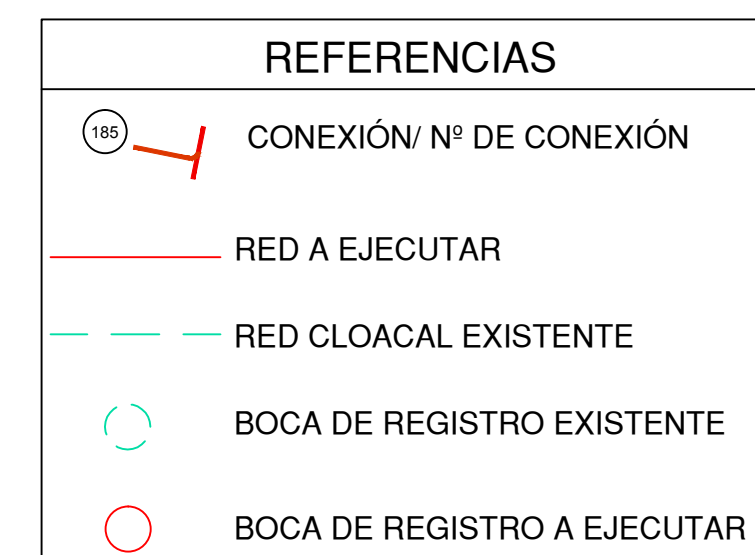 REFERENCIAS
185 CONEXIÓN/ Nº DE CONEXIÓN
RED A EJECUTAR
RED CLOACAL EXISTENTE
BOCA DE REGISTRO EXISTENTE
BOCA DE REGISTRO A EJECUTAR